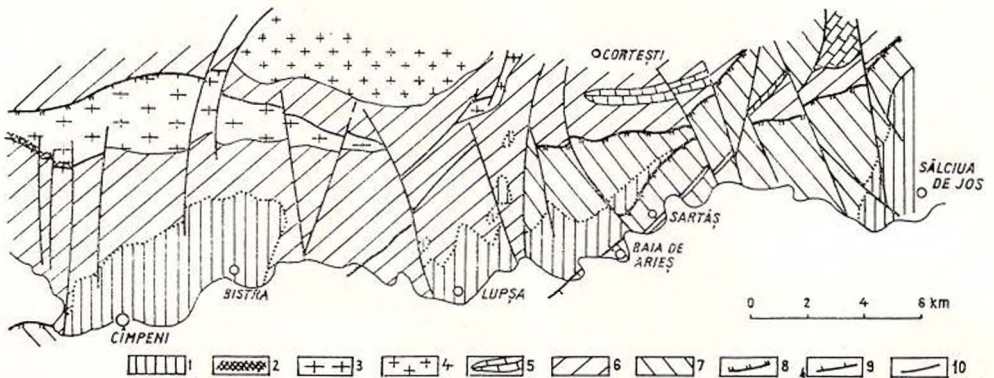 CORTEȘTI
SÂLCIUA
DE JOS
SARTĂȘ
BAIA DE
ARIEȘ
BISTRA
LUPȘA
CÎMPENI
0 2 4 6 km
1 2 3 4 5 6 7 8 9 10